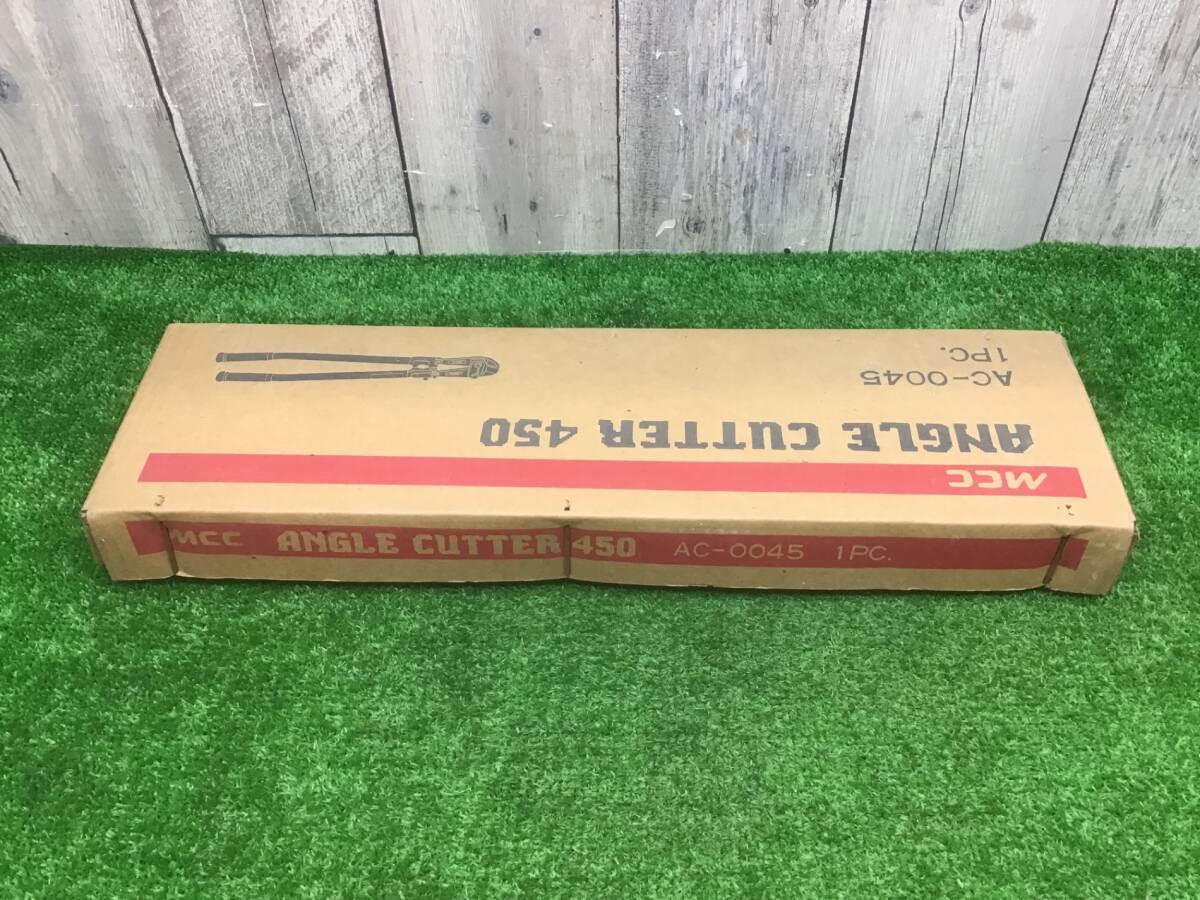 AC-0045
1PC.
ANGLE CUTTER 450
MCC
MCC ANGLE CUTTER 450 AC-0045 1PC.